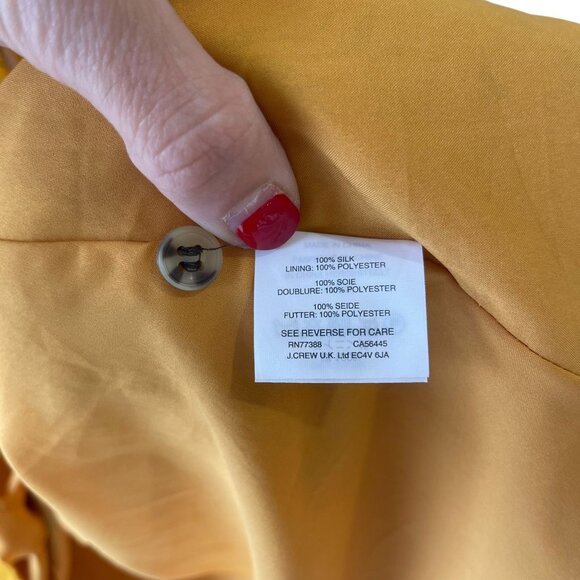 MADE IN CHINA
100% SILK
LINING: 100% POLYESTER
100% SOIE
DOUBLURE: 100% POLYESTER
100% SEIDE
FUTTER: 100% POLYESTER
SEE REVERSE FOR CARE
RN77388 CA56445
J.CREW U.K. Ltd EC4V 6JA